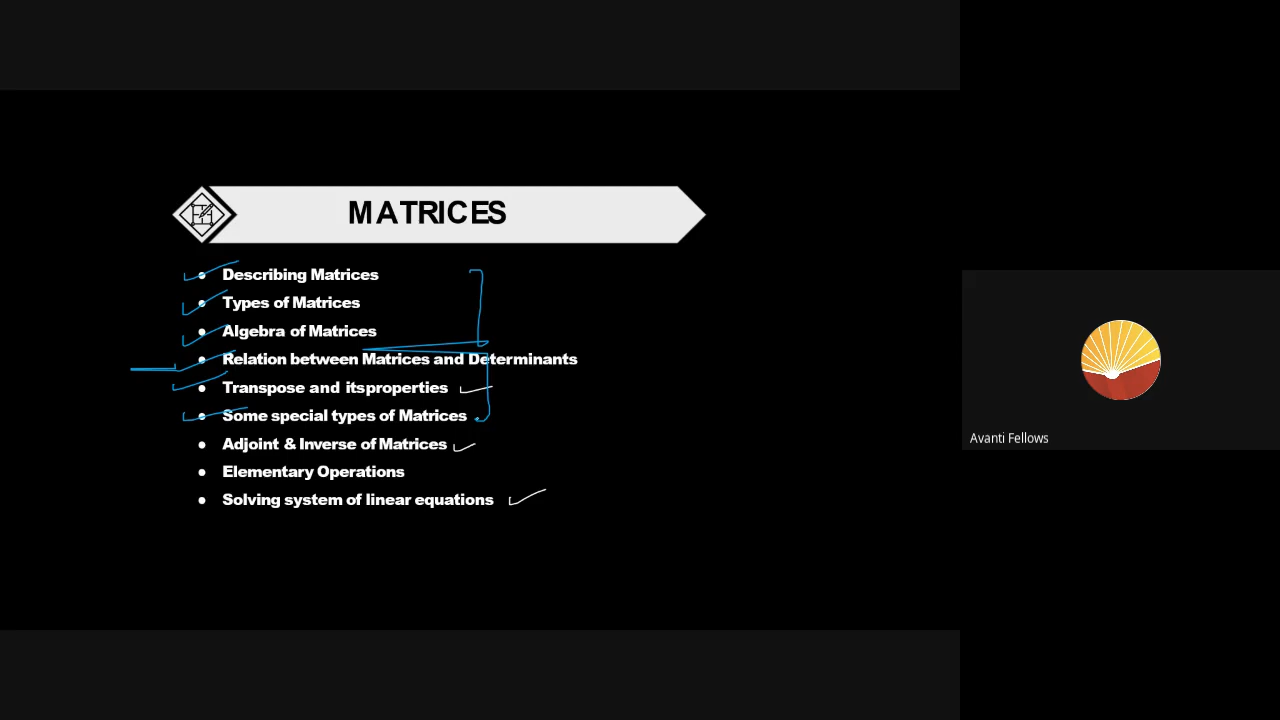 MATRICES
Describing Matrices
Types of Matrices
Algebra of Matrices
Relation between Matrices and Determinants
Transpose and itsproperties
Some special types of Matrices
Adjoint & Inverse of Matrices
Elementary Operations
Solving system of linear equations
Avanti Fellows